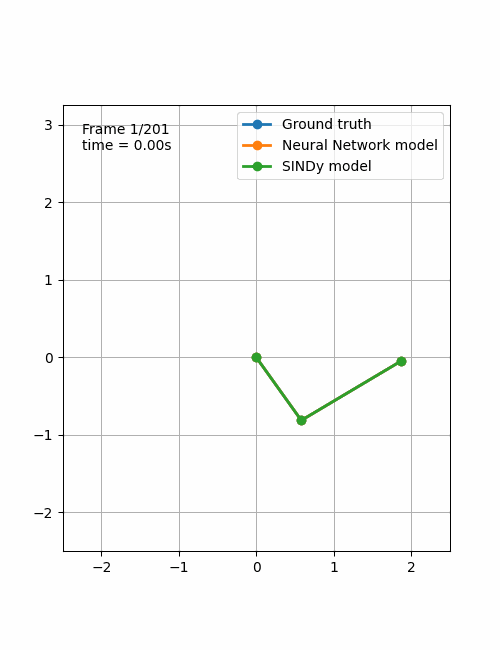 Frame 1/201
time = 0.00s
Ground truth
Neural Network model
SINDy model
3
2
1
0
−1
−2
−2
−1
0
1
2